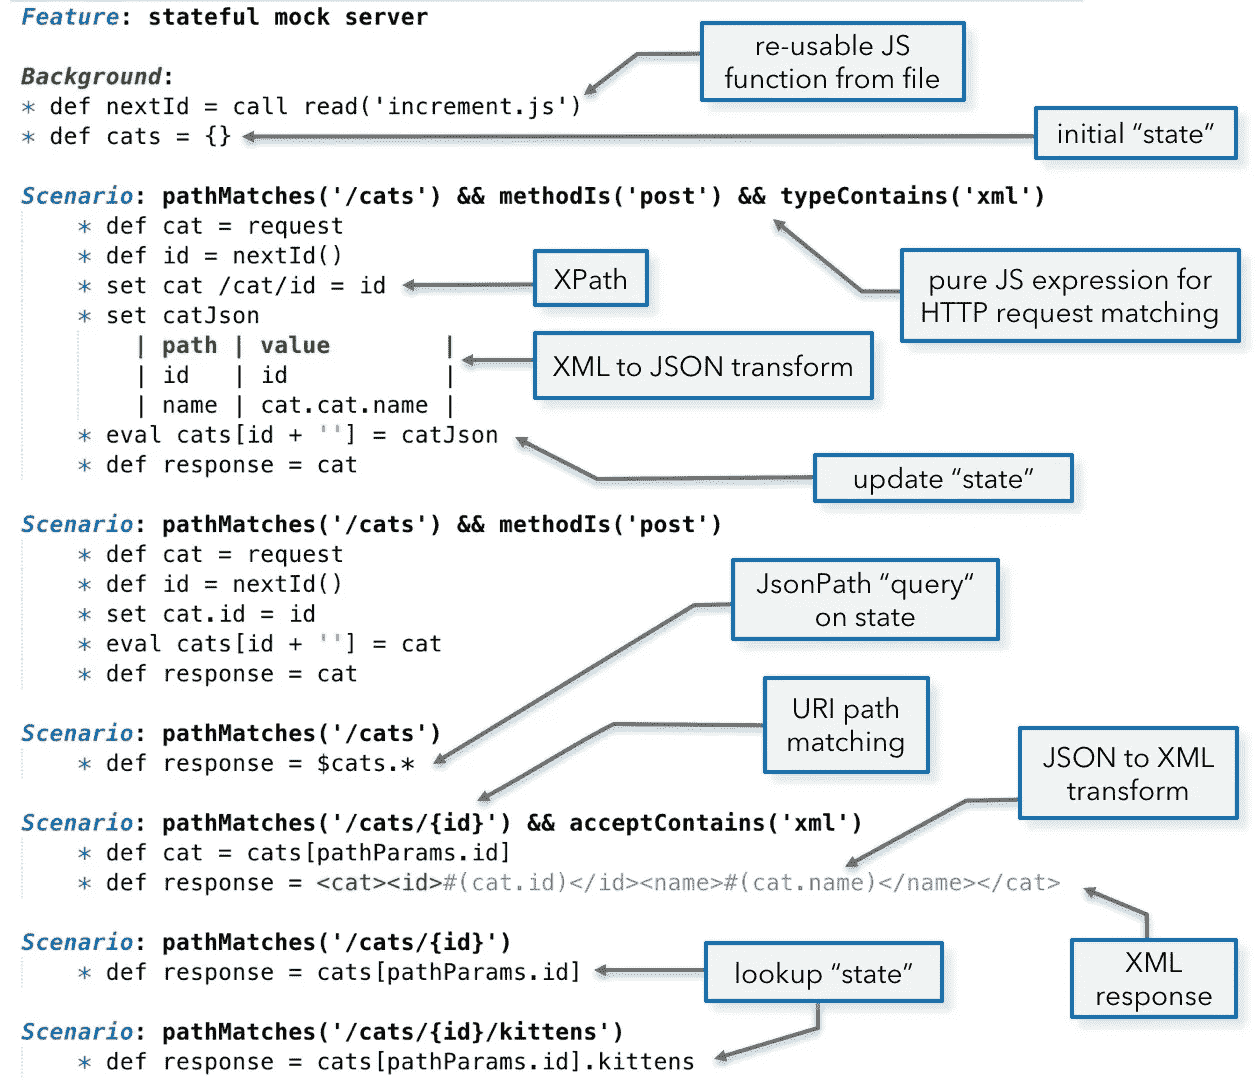 Feature: stateful mock server
re-usable JS
function from file
Background:
* def nextId = call read('increment.js')
* def cats = {}
initial “state”
Scenario: pathMatches('/cats') && methodIs('post') && typeContains('xml')
* def cat = request
* def id = nextId()
* set cat /cat/id = id
XPath
pure JS expression for
HTTP request matching
* set catJson
| path | value |
| id | id |
| name | cat.cat.name |
XML to JSON transform
* eval cats[id + ''] = catJson
* def response = cat
update “state”
Scenario: pathMatches('/cats') && methodIs('post')
* def cat = request
* def id = nextId()
* set cat.id = id
* eval cats[id + ''] = cat
* def response = cat
JsonPath “query”
on state
Scenario: pathMatches('/cats')
* def response = $cats.*
URI path
matching
JSON to XML
transform
Scenario: pathMatches('/cats/{id}') && acceptContains('xml')
* def cat = cats[pathParams.id]
* def response = <cat><id>#(cat.id)</id><name>#(cat.name)</name></cat>
XML
response
Scenario: pathMatches('/cats/{id}')
* def response = cats[pathParams.id]
lookup “state”
Scenario: pathMatches('/cats/{id}/kittens')
* def response = cats[pathParams.id].kittens